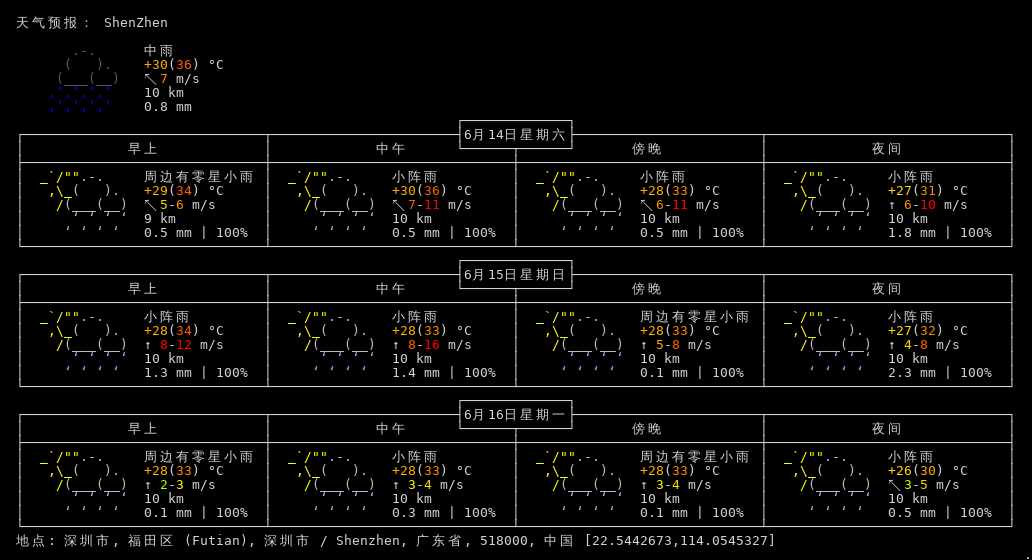 天气预报： ShenZhen
中雨
+30(36) °C
↖ 7 m/s
10 km
0.8 mm
6月14日星期六
早上 中午 傍晚 夜间
周边有零星小雨 小阵雨 小阵雨 小阵雨
+29(34) °C +30(36) °C +28(33) °C +27(31) °C
↖ 5-6 m/s ↖ 7-11 m/s ↖ 6-11 m/s ↑ 6-10 m/s
9 km 10 km 10 km 10 km
0.5 mm | 100% 0.5 mm | 100% 0.5 mm | 100% 1.8 mm | 100%
6月15日星期日
早上 中午 傍晚 夜间
小阵雨 小阵雨 周边有零星小雨 小阵雨
+28(34) °C +28(33) °C +28(33) °C +27(32) °C
↑ 8-12 m/s ↑ 8-16 m/s ↑ 5-8 m/s ↑ 4-8 m/s
10 km 10 km 10 km 10 km
1.3 mm | 100% 1.4 mm | 100% 0.1 mm | 100% 2.3 mm | 100%
6月16日星期一
早上 中午 傍晚 夜间
周边有零星小雨 小阵雨 周边有零星小雨 小阵雨
+28(33) °C +28(33) °C +28(33) °C +26(30) °C
↑ 2-3 m/s ↑ 3-4 m/s ↑ 3-4 m/s ↖ 3-5 m/s
10 km 10 km 10 km 10 km
0.1 mm | 100% 0.3 mm | 100% 0.1 mm | 100% 0.5 mm | 100%
地点: 深圳市, 福田区 (Futian), 深圳市 / Shenzhen, 广东省, 518000, 中国 [22.5442673,114.0545327]